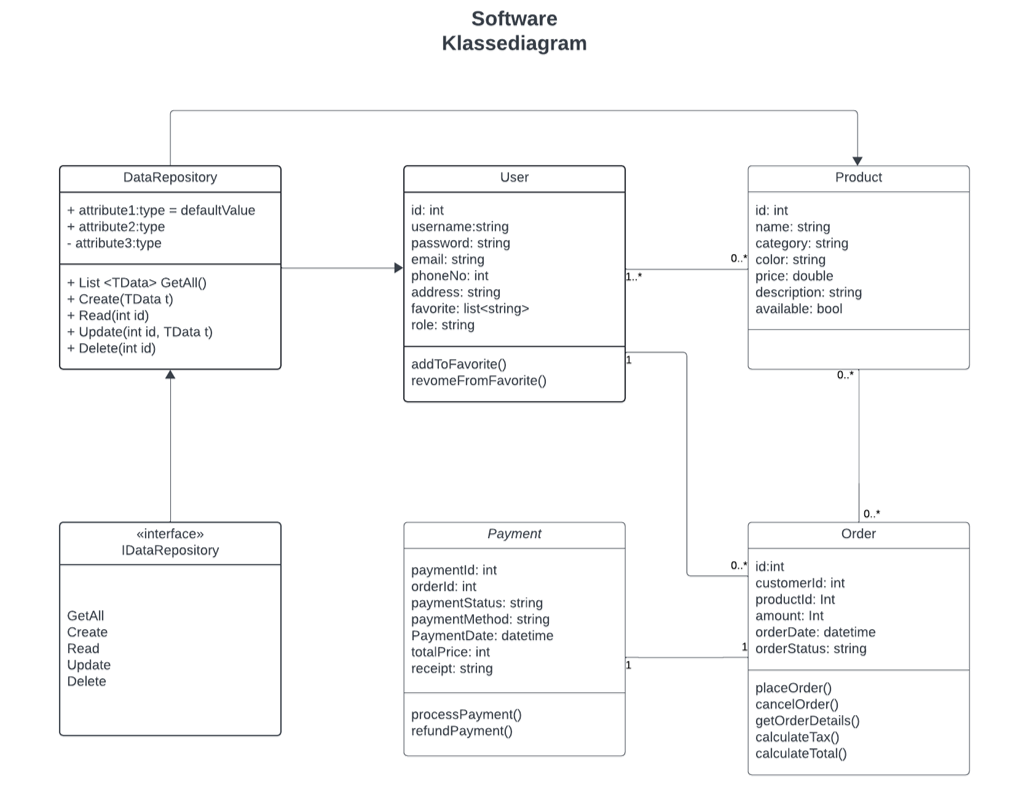 Software
Klassediagram
DataRepository
+ attribute1:type = defaultValue
+ attribute2:type
- attribute3:type
+ List <TData> GetAll()
+ Create(TData t)
+ Read(int id)
+ Update(int id, TData t)
+ Delete(int id)
User
id: int
username:string
password: string
email: string
phoneNo: int
address: string
favorite: list<string>
role: string
addToFavorite()
revomeFromFavorite()
1..*
0..*
1
Product
id: int
name: string
category: string
color: string
price: double
description: string
available: bool
0..*
0..*
«interface»
IDataRepository
GetAll
Create
Read
Update
Delete
Payment
paymentId: int
orderId: int
paymentStatus: string
paymentMethod: string
PaymentDate: datetime
totalPrice: int
receipt: string
processPayment()
refundPayment()
1
0..*
1
Order
id:int
customerId: int
productId: Int
amount: Int
orderDate: datetime
orderStatus: string
placeOrder()
cancelOrder()
getOrderDetails()
calculateTax()
calculateTotal()